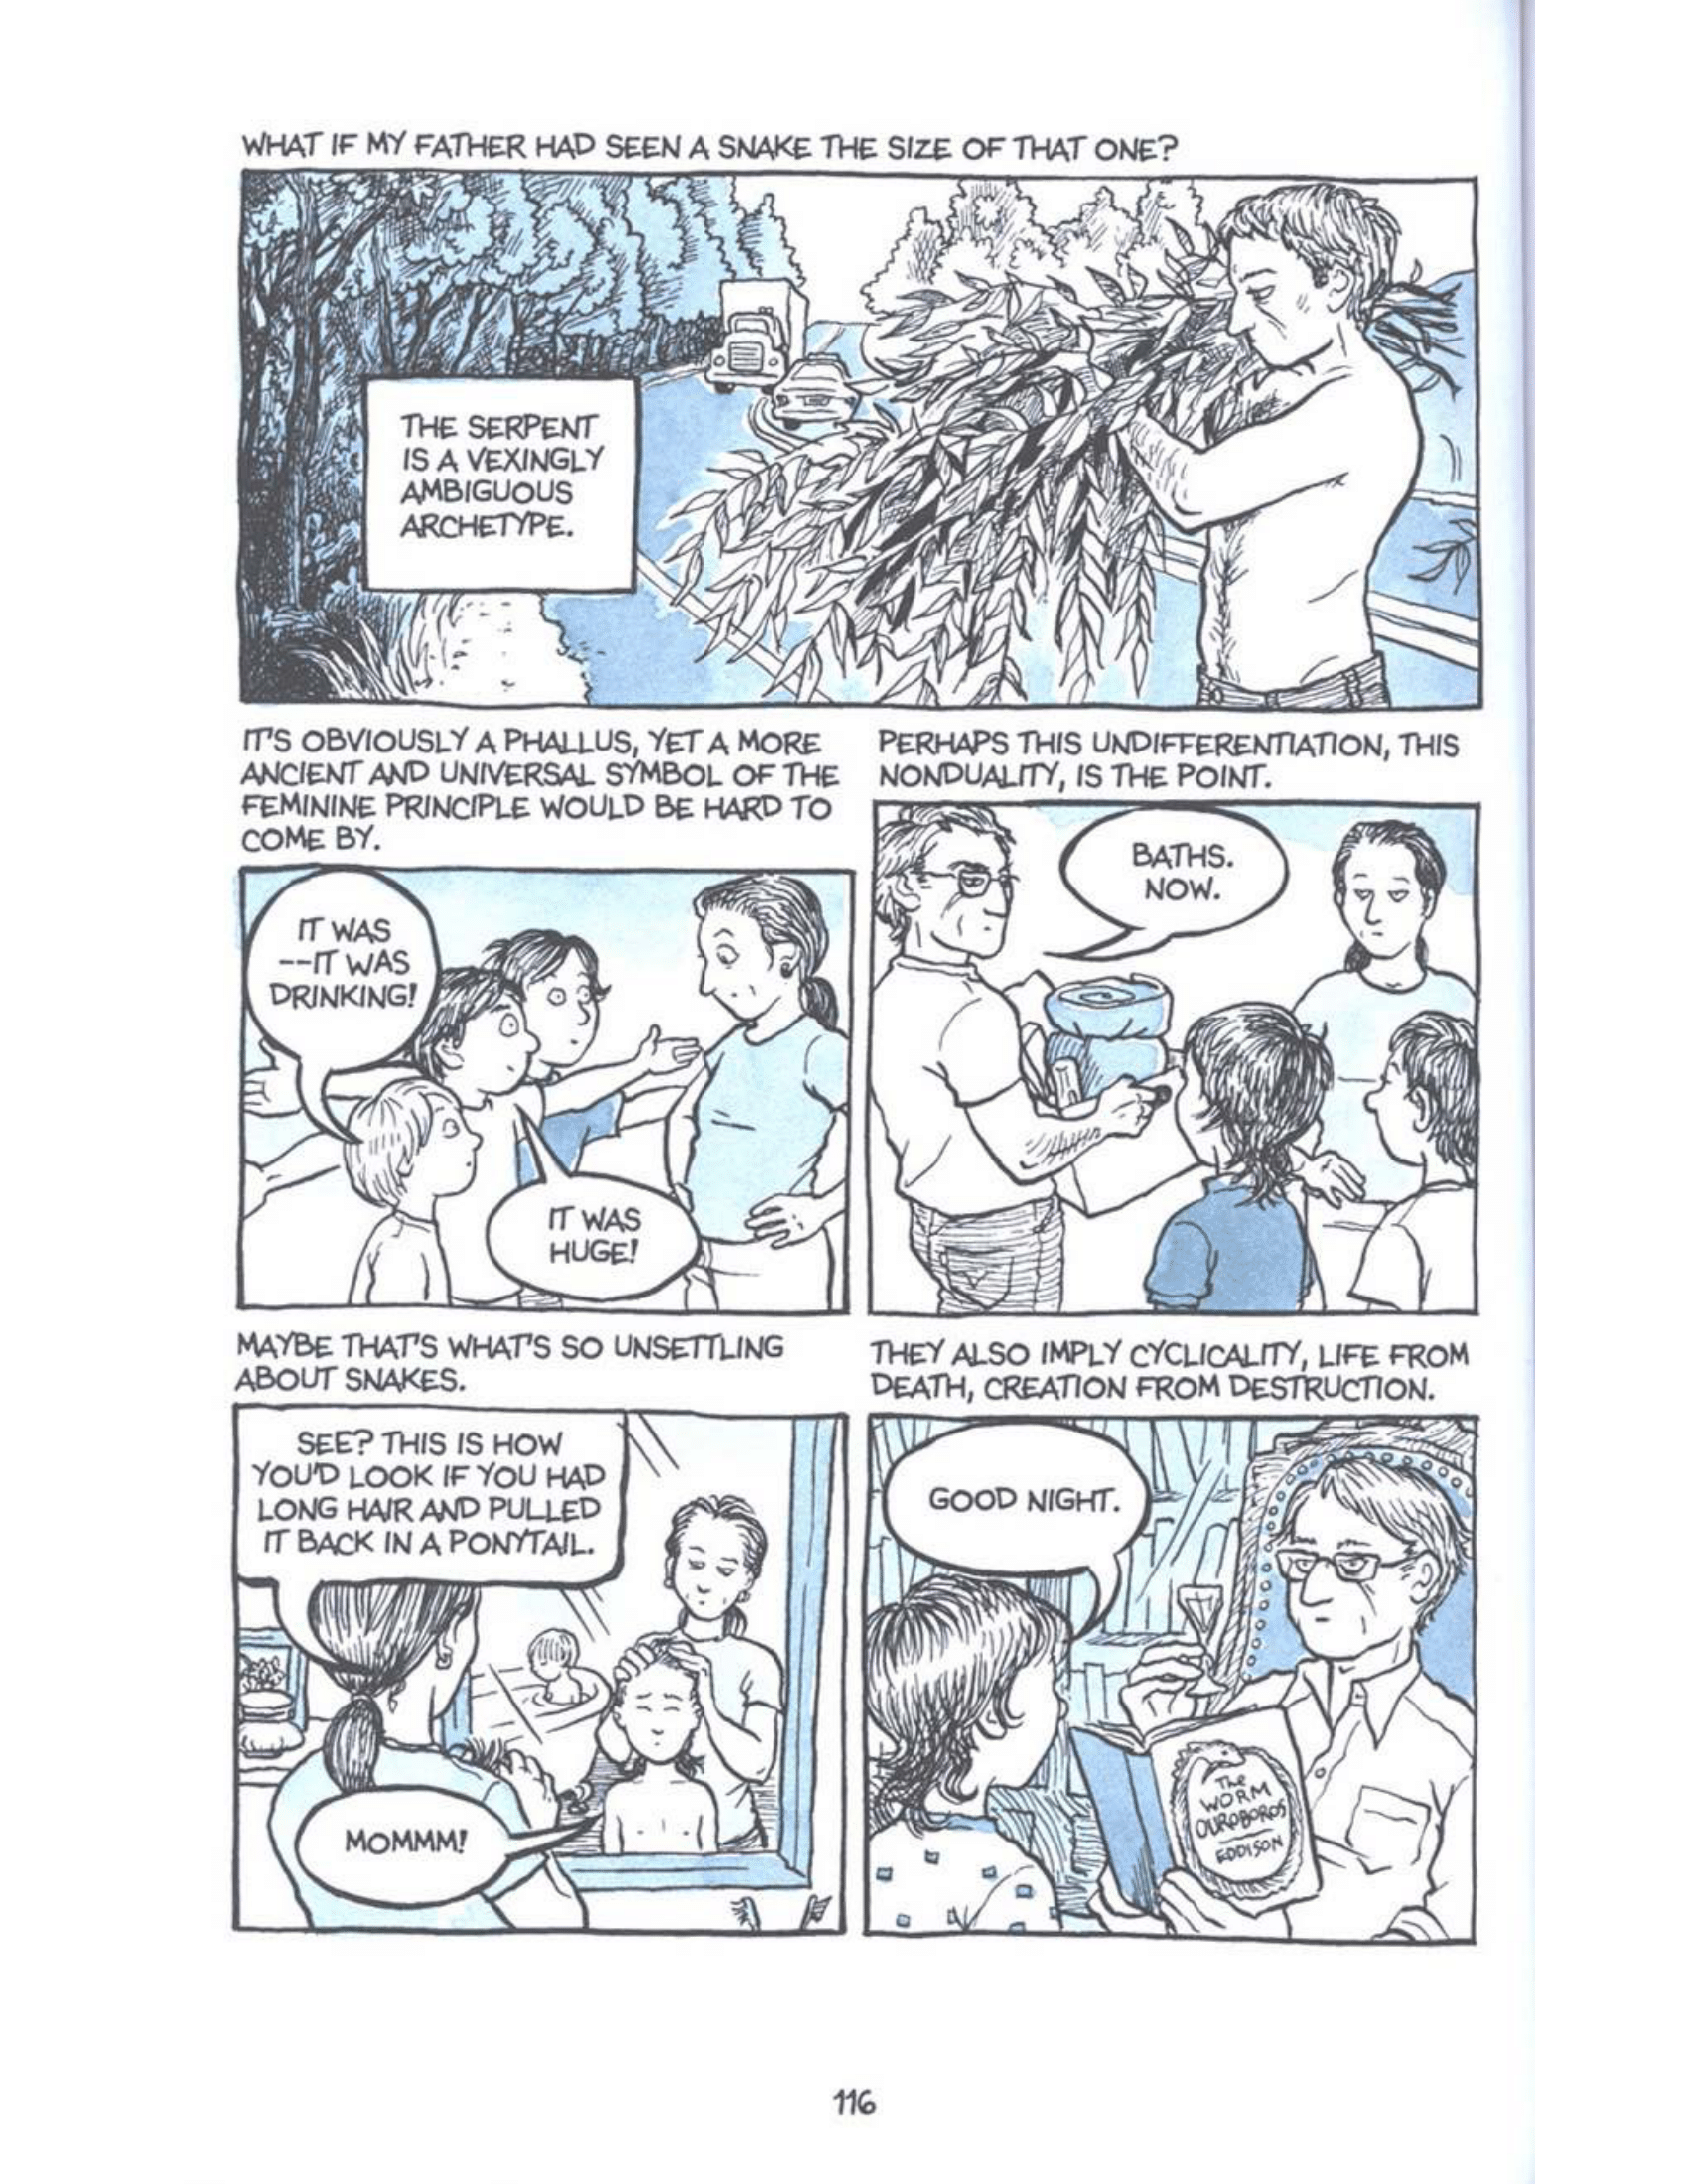 WHAT IF MY FATHER HAD SEEN A SNAKE THE SIZE OF THAT ONE?
THE SERPENT
IS A VEXINGLY
AMBIGUOUS
ARCHETYPE.
IT'S OBVIOUSLY A PHALLUS, YET A MORE
ANCIENT AND UNIVERSAL SYMBOL OF THE
FEMININE PRINCIPLE WOULD BE HARD TO
COME BY.
IT WAS
--IT WAS
DRINKING!
IT WAS
HUGE!
PERHAPS THIS UNDIFFERENTIATION, THIS
NONDUALITY, IS THE POINT.
BATHS.
NOW.
MAYBE THAT'S WHAT'S SO UNSETTLING
ABOUT SNAKES.
SEE? THIS IS HOW
YOU'D LOOK IF YOU HAD
LONG HAIR AND PULLED
IT BACK IN A PONYTAIL.
MOMMM!
THEY ALSO IMPLY CYCLICALITY, LIFE FROM
DEATH, CREATION FROM DESTRUCTION.
GOOD NIGHT.
The
WORM
OUROBOROS
EDDISON
116